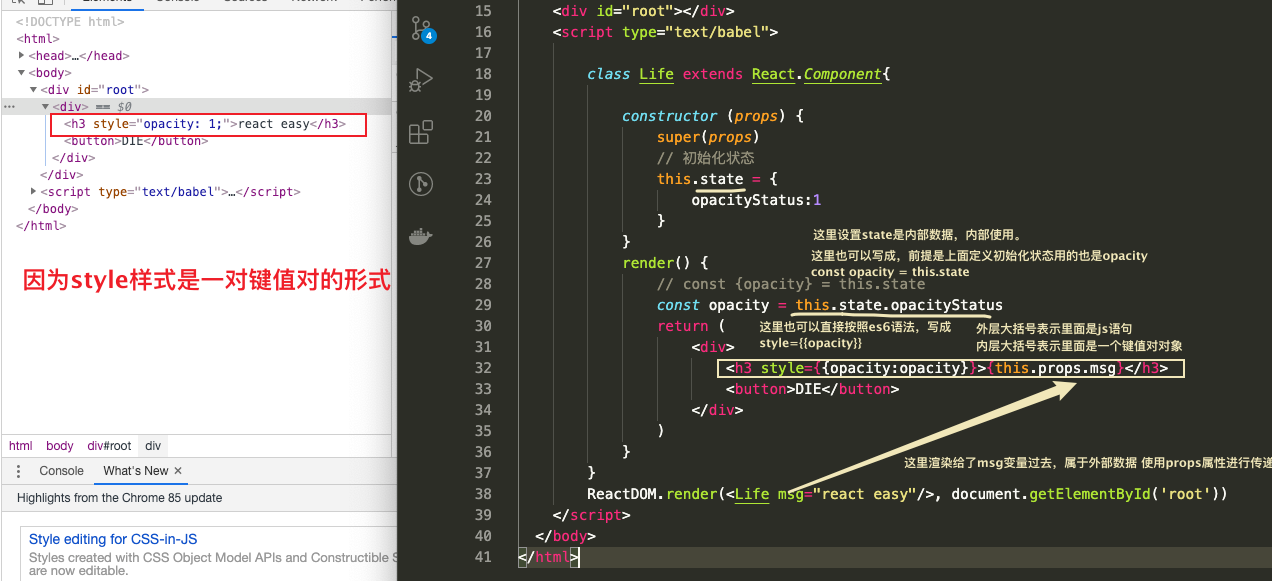 Elements
Console
Sources
Network
<!DOCTYPE html>
<html>
<head>…</head>
<body>
<div id="root">
… <div> == $0
<h3 style="opacity: 1;">react easy</h3>
<button>DIE</button>
</div>
</div>
<script type="text/babel">…</script>
</body>
</html>
因为style样式是一对键值对的形式
html body div#root div
Console What's New ×
Highlights from the Chrome 85 update
Style editing for CSS-in-JS
Styles created with CSS Object Model APIs and Constructible S
are now editable.
4
15 <div id="root"></div>
16 <script type="text/babel">
17
18 class Life extends React.Component{
19
20 constructor (props) {
21 super(props)
22 // 初始化状态
23 this.state = {
24 opacityStatus:1
25 }
这里设置state是内部数据，内部使用。
26 }
这里也可以写成，前提是上面定义初始化状态用的也是opacity
27 render() {
const opacity = this.state
28 // const {opacity} = this.state
29 const opacity = this.state.opacityStatus
30 return (
这里也可以直接按照es6语法，写成
style={{opacity}}
外层大括号表示里面是js语句
内层大括号表示里面是一个键值对对象
31 <div>
32 <h3 style={{opacity:opacity}}>{this.props.msg}</h3>
33 <button>DIE</button>
34 </div>
35 )
36 }
这里渲染给了msg变量过去，属于外部数据 使用props属性进行传递
37 }
38 ReactDOM.render(<Life msg="react easy"/>, document.getElementById('root'))
39 </script>
40 </body>
41 </html>